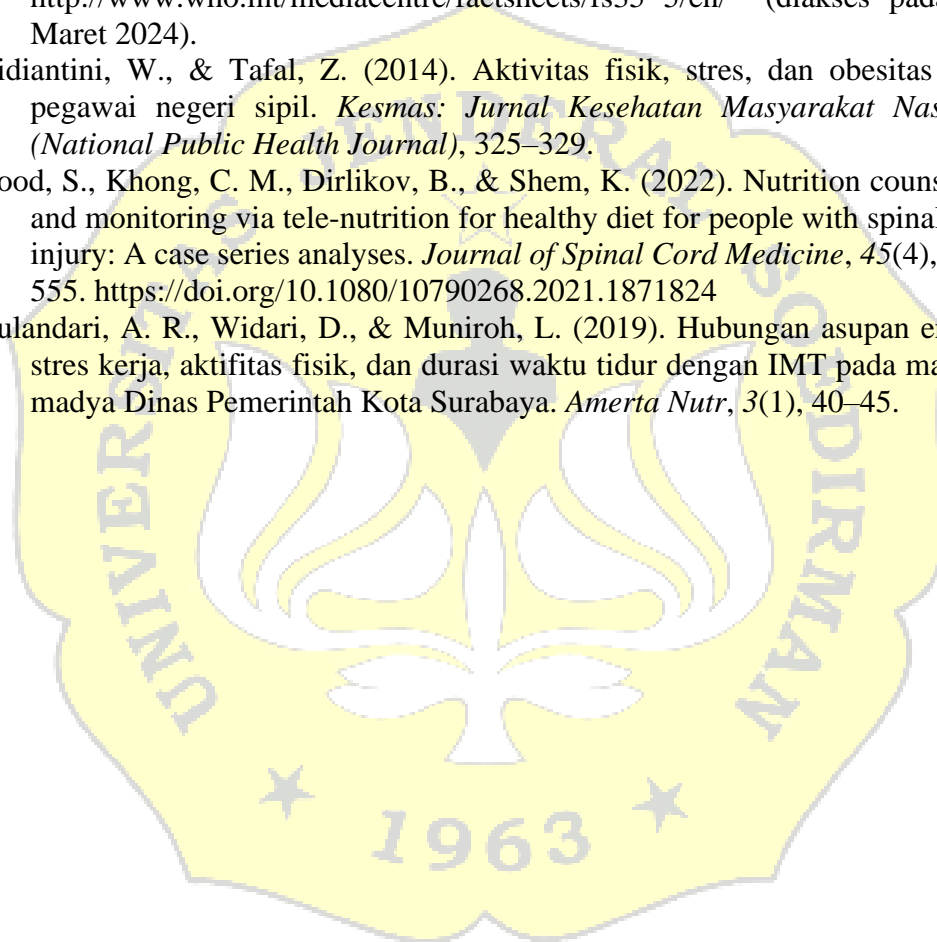 http://www.who.int/mediacentre/factsheets/fs35 5/en/ (diakses pada
Maret 2024).
idiantini, W., & Tafal, Z. (2014). Aktivitas fisik, stres, dan obesitas
pegawai negeri sipil. Kesmas: Jurnal Kesehatan Masyarakat Nas
(National Public Health Journal), 325–329.
ood, S., Khong, C. M., Dirlikov, B., & Shem, K. (2022). Nutrition couns
and monitoring via tele-nutrition for healthy diet for people with spinal
injury: A case series analyses. Journal of Spinal Cord Medicine, 45(4),
555. https://doi.org/10.1080/10790268.2021.1871824
ulandari, A. R., Widari, D., & Muniroh, L. (2019). Hubungan asupan e
stres kerja, aktifitas fisik, dan durasi waktu tidur dengan IMT pada ma
madya Dinas Pemerintah Kota Surabaya. Amerta Nutr, 3(1), 40–45.
UNIVERSITAS JENDERAL SOEDIRMAN
1963